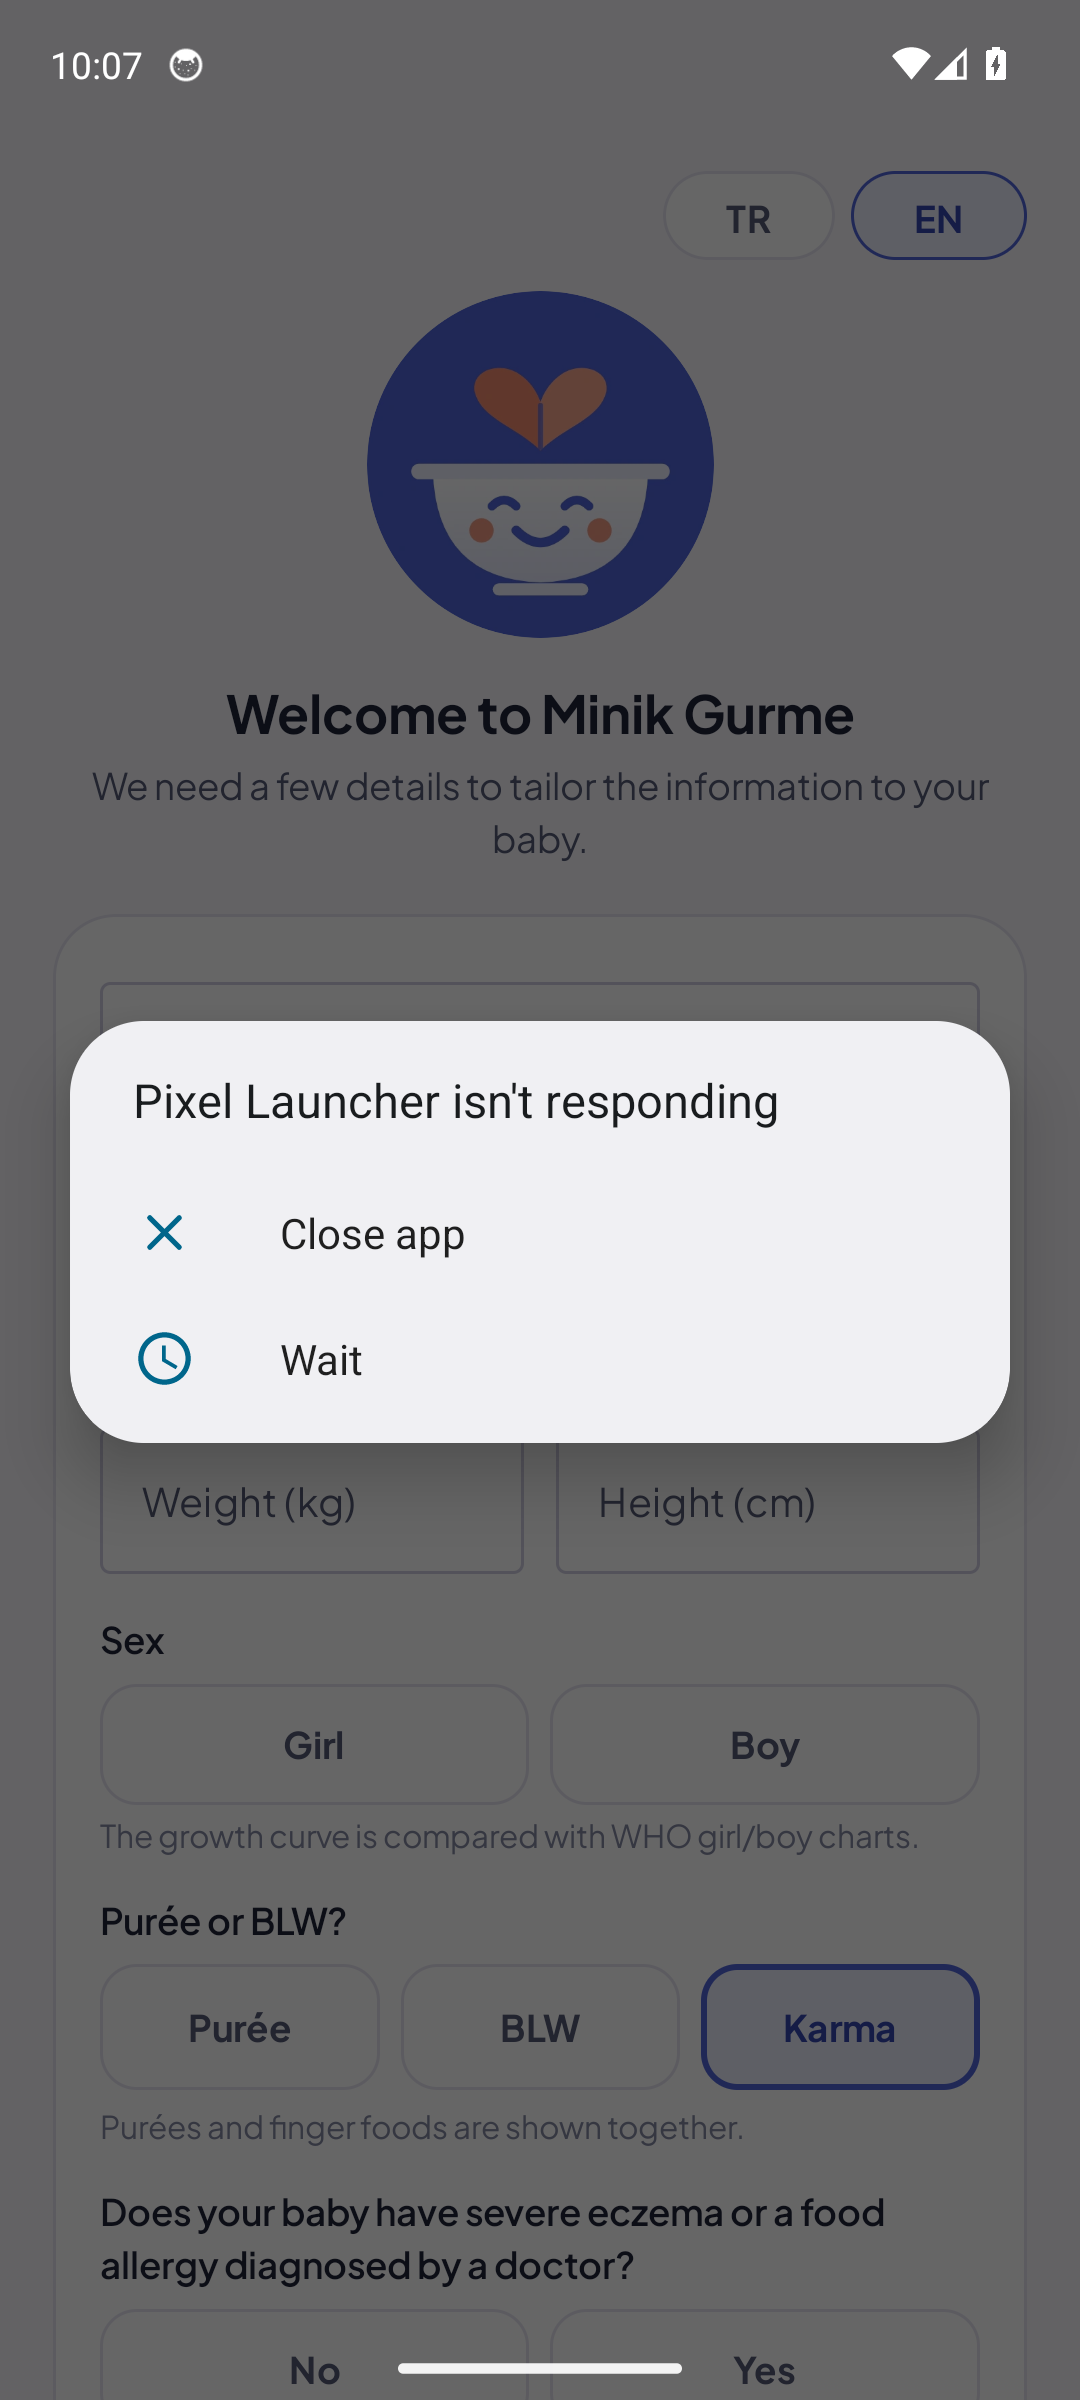 10:07
TR
EN
Welcome to Minik Gurme
We need a few details to tailor the information to your
baby.
Pixel Launcher isn't responding
Close app
Wait
Weight (kg)
Height (cm)
Sex
Girl
Boy
The growth curve is compared with WHO girl/boy charts.
Purée or BLW?
Purée
BLW
Karma
Purées and finger foods are shown together.
Does your baby have severe eczema or a food
allergy diagnosed by a doctor?
No
Yes